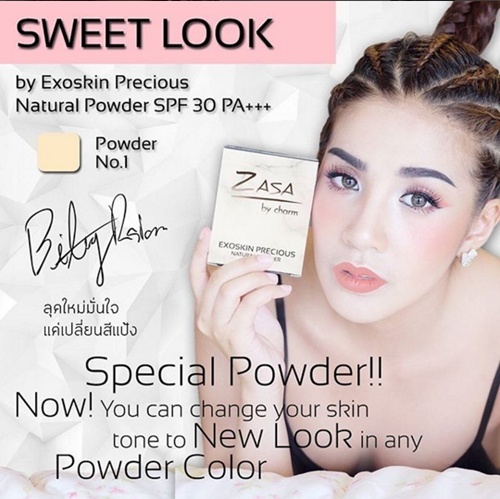 SWEET LOOK
by Exoskin Precious
Natural Powder SPF 30 PA+++
Powder
No.1
ZASA
by charm
EXOSKIN PRECIOUS
ลุคใหม่มั่นใจ
แค่เปลี่ยนสีแป้ง
Special Powder!!
Now! You can change your skin
tone to New Look in any
Powder Color